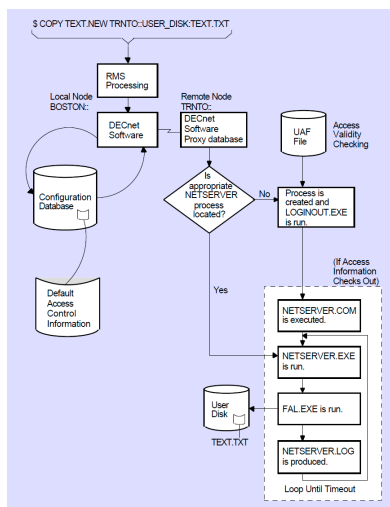 $ COPY TEXT.NEW TRNTO::USER_DISK:TEXT.TXT
RMS
Processing
Local Node
BOSTON::
Remote Node
TRNTO::
DECnet
Software
DECnet
Software
Proxy database
UAF
File
Access
Validity
Checking
Configuration
Database
Is
appropriate
NETSERVER
process
located?
No
Process is
created and
LOGINOUT.EXE
is run.
(If Access
Information
Checks Out)
Default
Access
Control
Information
Yes
NETSERVER.COM
is executed.
NETSERVER.EXE
is run.
User
Disk
TEXT.TXT
FAL.EXE is run.
NETSERVER.LOG
is produced.
Loop Until Timeout